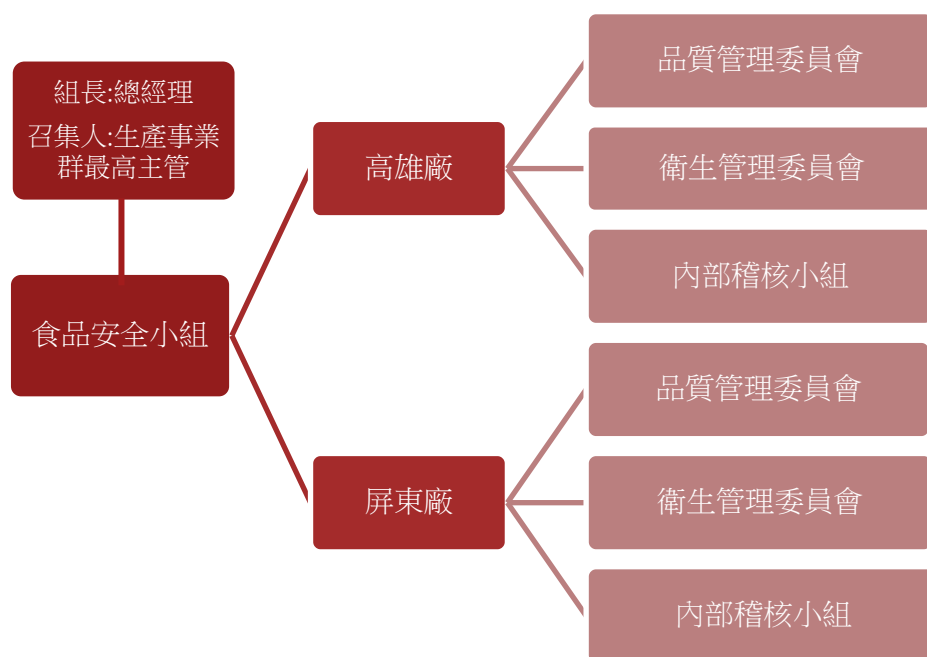 組長:總經理
召集人:生產事業
群最高主管
食品安全小組
高雄廠
品質管理委員會
衛生管理委員會
內部稽核小組
屏東廠
品質管理委員會
衛生管理委員會
內部稽核小組